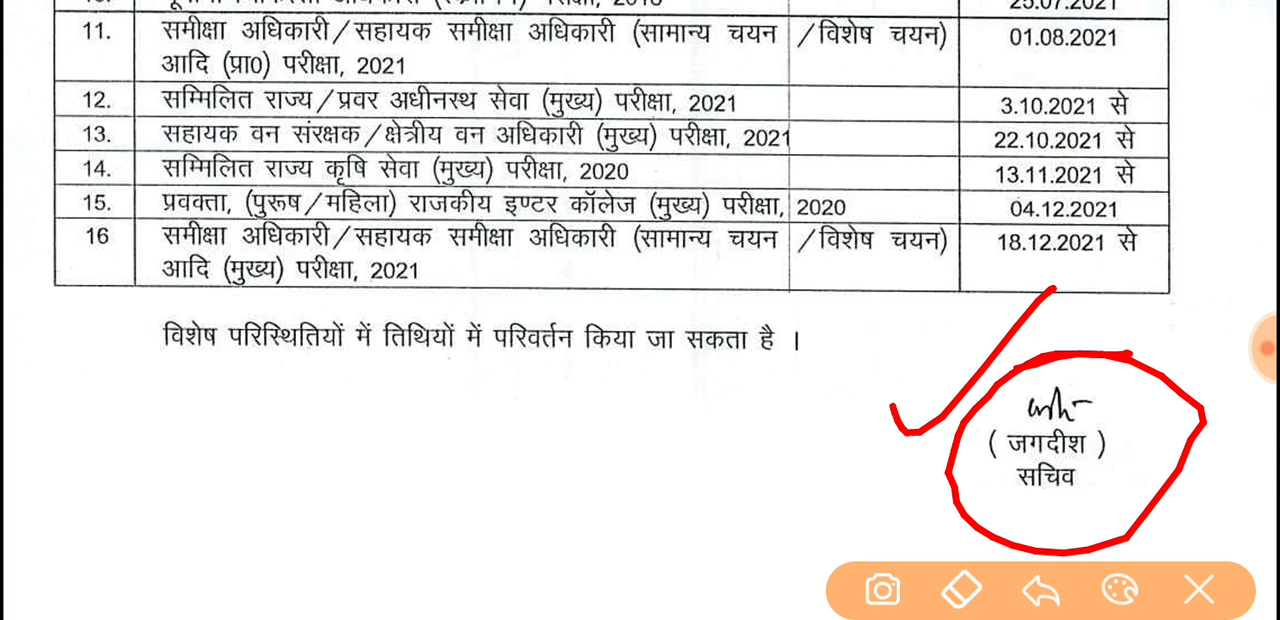 25.07.2021
11. समीक्षा अधिकारी/सहायक समीक्षा अधिकारी (सामान्य चयन /विशेष चयन) 01.08.2021
आदि (प्रा0) परीक्षा, 2021
12. सम्मिलित राज्य/प्रवर अधीनस्थ सेवा (मुख्य) परीक्षा, 2021 3.10.2021 से
13. सहायक वन संरक्षक/क्षेत्रीय वन अधिकारी (मुख्य) परीक्षा, 2021 22.10.2021 से
14. सम्मिलित राज्य कृषि सेवा (मुख्य) परीक्षा, 2020 13.11.2021 से
15. प्रवक्ता, (पुरूष/महिला) राजकीय इण्टर कॉलेज (मुख्य) परीक्षा, 2020 04.12.2021
16 समीक्षा अधिकारी/सहायक समीक्षा अधिकारी (सामान्य चयन /विशेष चयन) 18.12.2021 से
आदि (मुख्य) परीक्षा, 2021
विशेष परिस्थितियों में तिथियों में परिवर्तन किया जा सकता है ।
( जगदीश )
सचिव